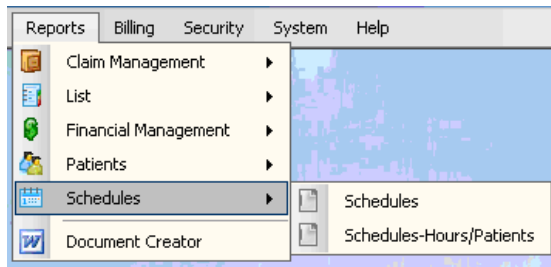 Reports Billing Security System Help
Claim Management
List
Financial Management
Patients
Schedules Schedules
Document Creator Schedules-Hours/Patients